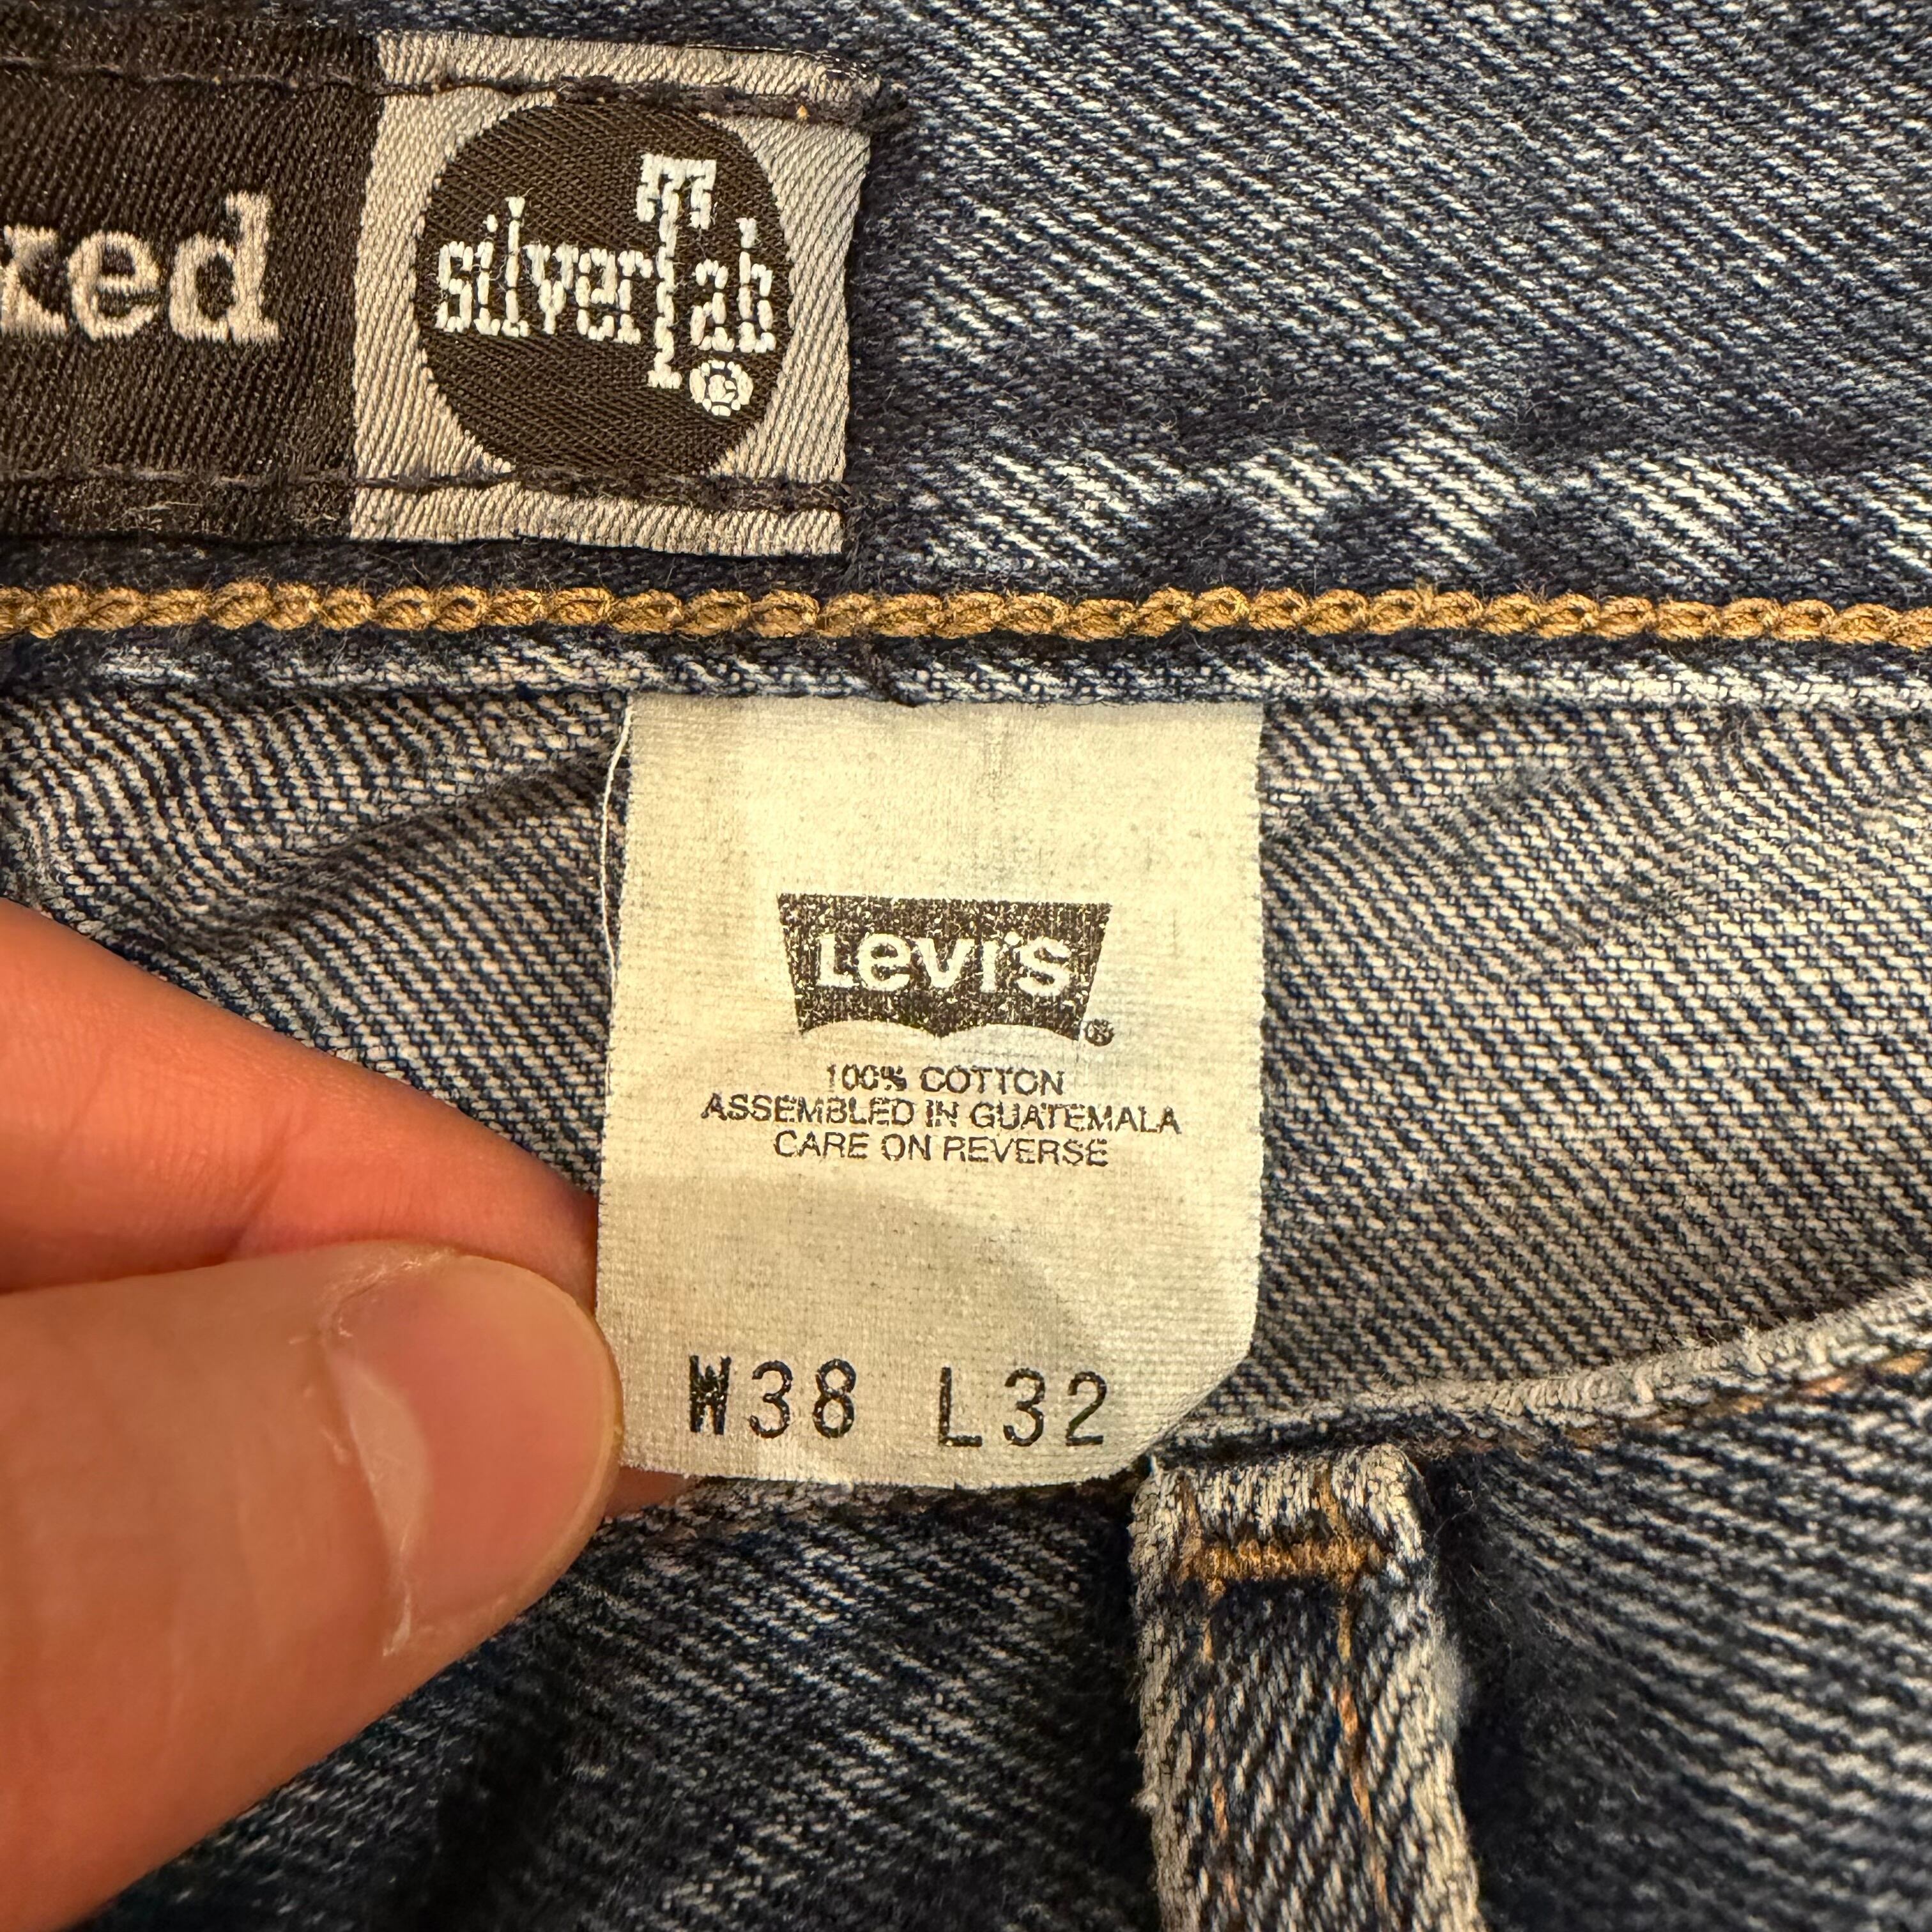 xed
silverTab®
Levi's®
100% COTTON
ASSEMBLED IN GUATEMALA
CARE ON REVERSE
W38 L32